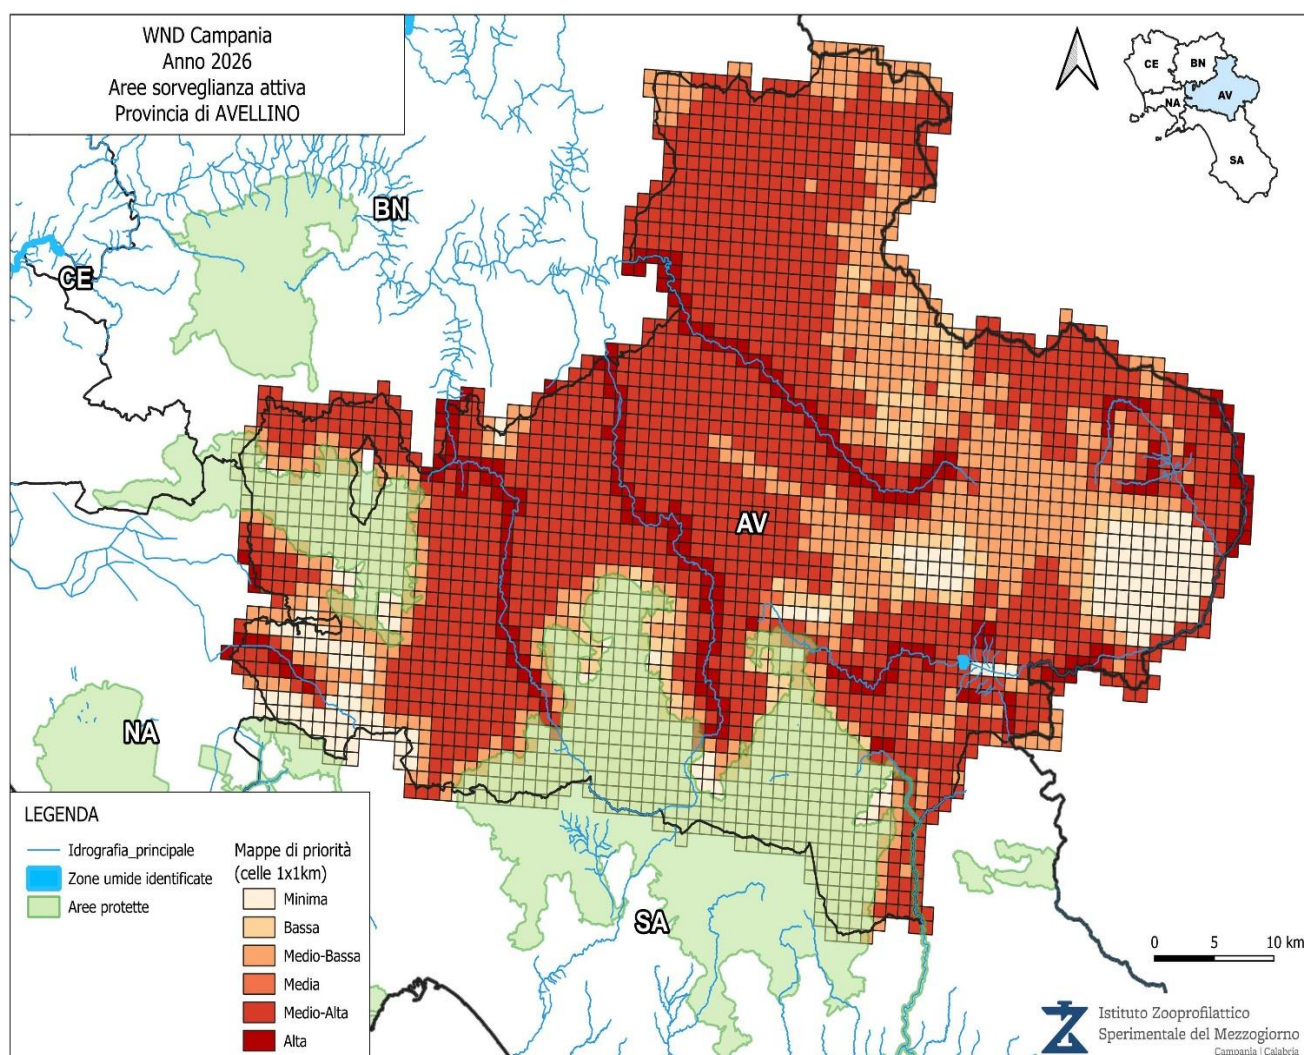 WND Campania
Anno 2026
Aree sorveglianza attiva
Provincia di AVELLINO
CE
BN
AV
NA
SA
BN
CE
AV
NA
SA
LEGENDA
Idrografia_principale
Zone umide identificate
Aree protette
Mappe di priorità
(celle 1x1km)
Minima
Bassa
Medio-Bassa
Media
Medio-Alta
Alta
0 5 10 km
Istituto Zooprofilattico
Sperimentale del Mezzogiorno
Campania | Calabria